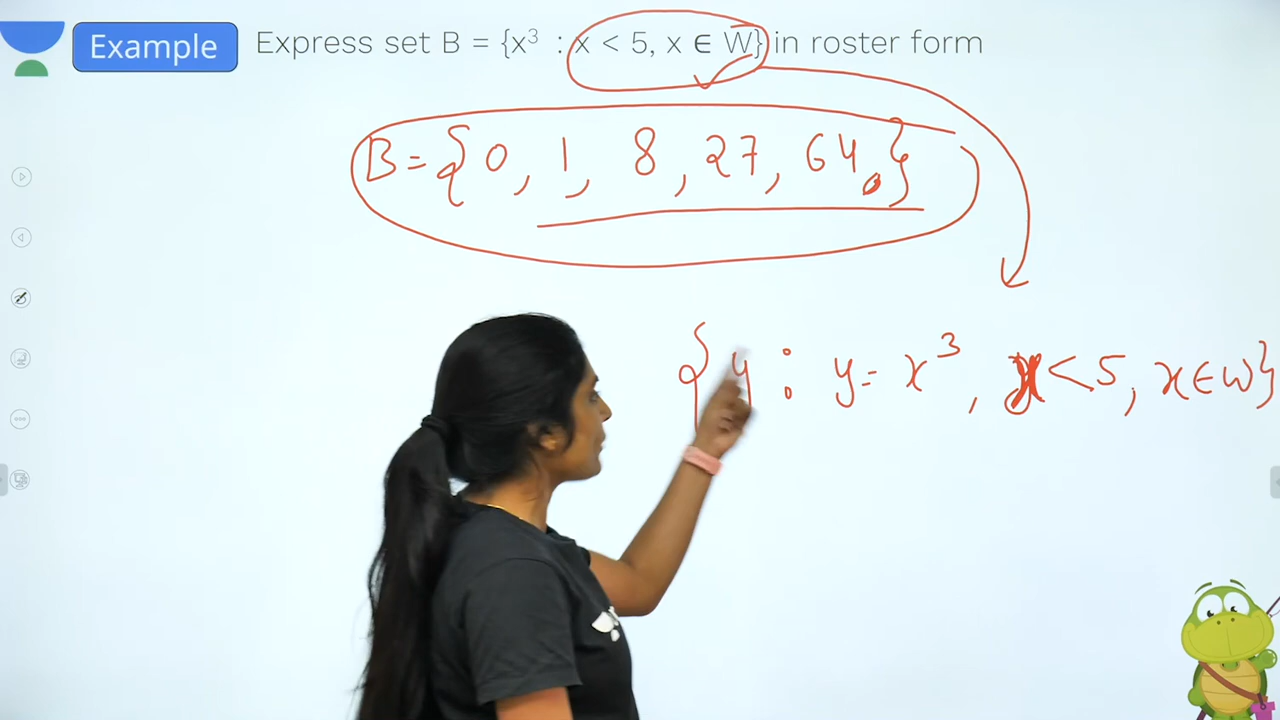 Example Express set B = {x³ : x < 5, x ∈ W} in roster form
B = {0, 1, 8, 27, 64.}
{y : y = x³, x < 5, x ∈ W}